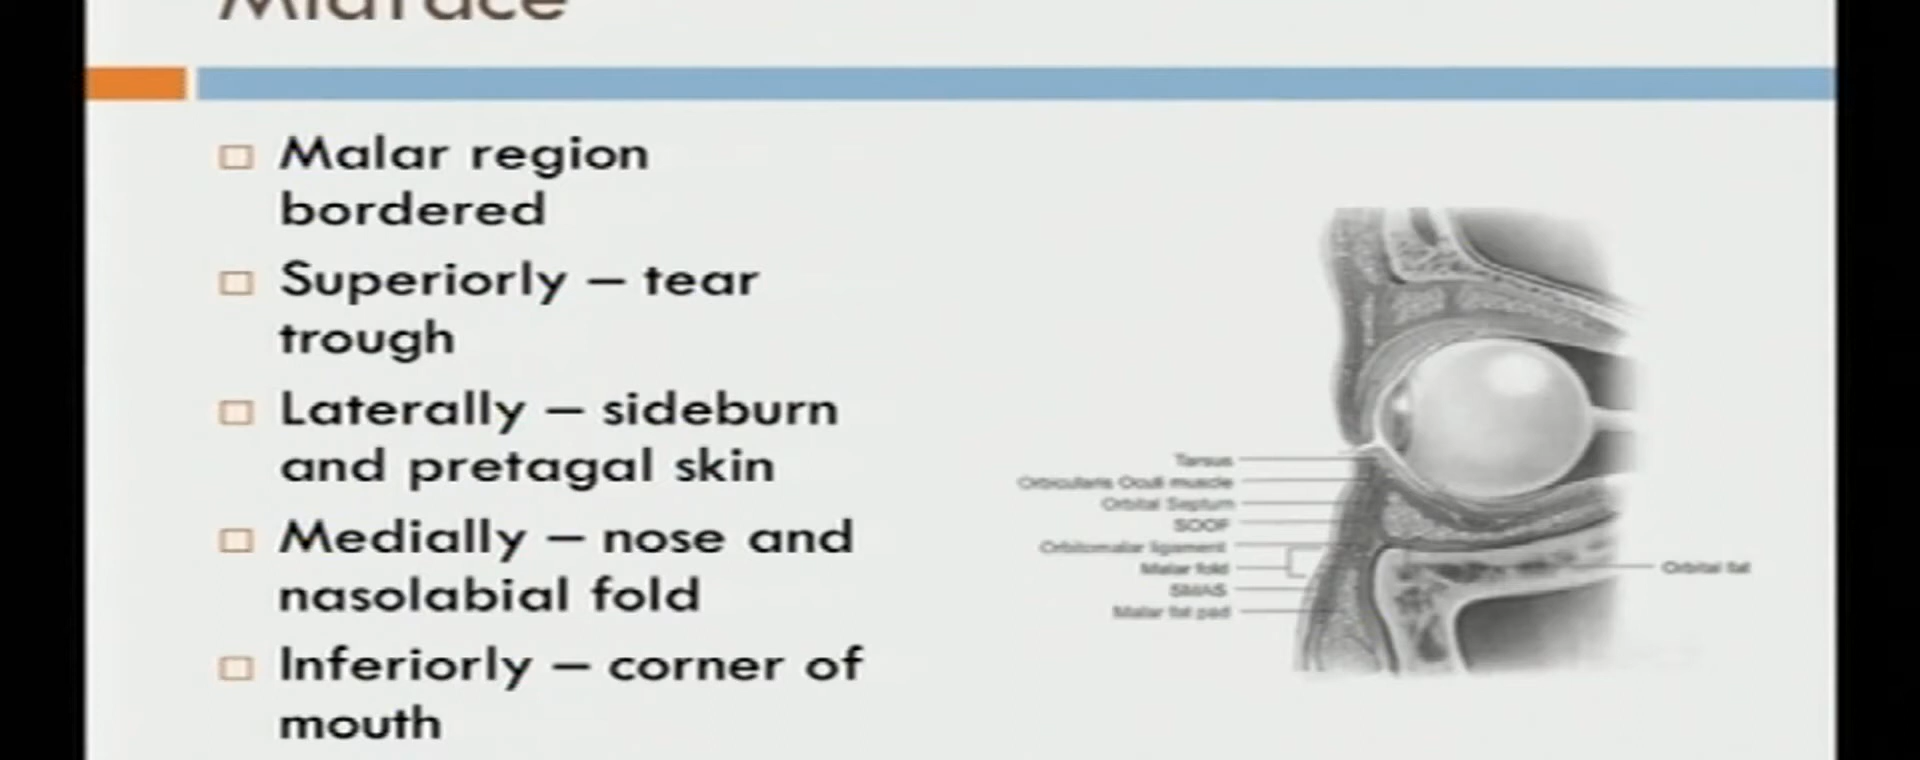 Midface
Malar region
bordered
Superiorly – tear
trough
Laterally – sideburn
and pretagal skin
Medially – nose and
nasolabial fold
Inferiorly – corner of
mouth
Tarsus
Orbicularis Oculi muscle
Orbital Septum
SOOF
Orbitomalar ligament
Malar fold
SMAS
Malar fat pad
Orbital fat